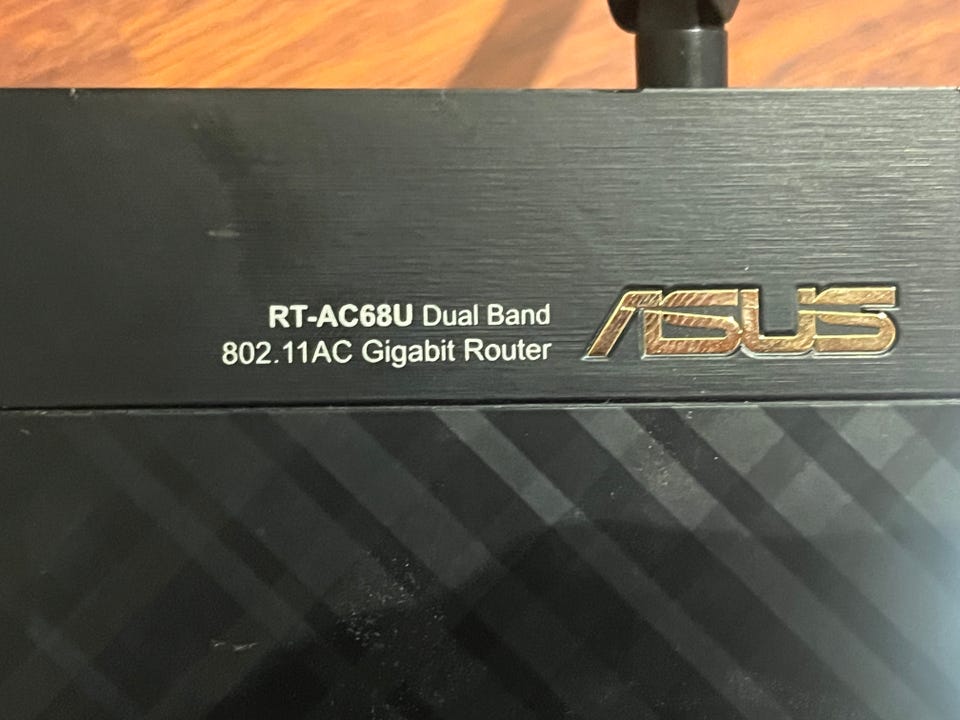 RT-AC68U Dual Band
802.11AC Gigabit Router
ASUS